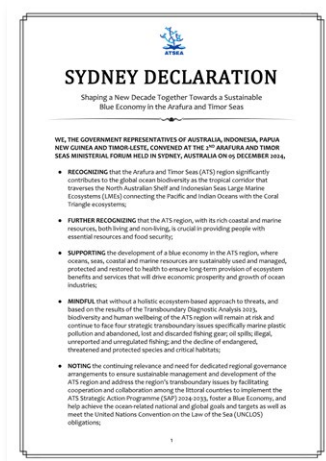 ATSEA
SYDNEY DECLARATION
Shaping a New Decade Together Towards a Sustainable
Blue Economy in the Arafura and Timor Seas
WE, THE GOVERNMENT REPRESENTATIVES OF AUSTRALIA, INDONESIA, PAPUA
NEW GUINEA AND TIMOR-LESTE, CONVENED AT THE 2ND ARAFURA AND TIMOR
SEAS MINISTERIAL FORUM HELD IN SYDNEY, AUSTRALIA ON 05 DECEMBER 2024,
• RECOGNIZING that the Arafura and Timor Seas (ATS) region significantly
contributes to the global ocean biodiversity as the tropical corridor that
traverses the North Australian Shelf and Indonesian Seas Large Marine
Ecosystems (LMEs) connecting the Pacific and Indian Oceans with the Coral
Triangle ecosystems;
• FURTHER RECOGNIZING that the ATS region, with its rich coastal and marine
resources, both living and non-living, is crucial in providing people with
essential resources and food security;
• SUPPORTING the development of a blue economy in the ATS region, where
oceans, seas, coastal and marine resources are sustainably used and managed,
protected and restored to health to ensure long-term provision of ecosystem
benefits and services that will drive economic prosperity and growth of ocean
industries;
• MINDFUL that without a holistic ecosystem-based approach to threats, and
based on the results of the Transboundary Diagnostic Analysis 2023,
biodiversity and human wellbeing of the ATS region will remain at risk and
continue to face four strategic transboundary issues specifically marine plastic
pollution and abandoned, lost and discarded fishing gear; oil spills; illegal,
unreported and unregulated fishing; and the decline of endangered,
threatened and protected species and critical habitats;
• NOTING the continuing relevance and need for dedicated regional governance
arrangements to ensure sustainable management and development of the
ATS region and address the region's transboundary issues by facilitating
cooperation and collaboration among the littoral countries to implement the
ATS Strategic Action Programme (SAP) 2024-2033, foster a Blue Economy, and
help achieve the ocean-related national and global goals and targets as well as
meet the United Nations Convention on the Law of the Sea (UNCLOS)
obligations;
1